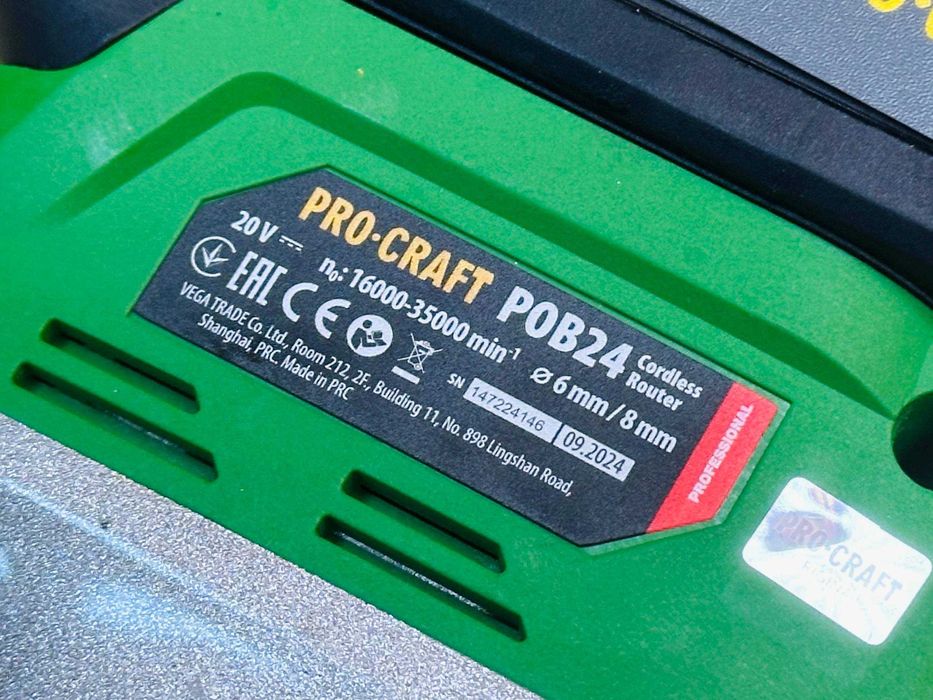 PRO·CRAFT
POB24 Cordless Router
20V
n₀: 16000-35000 min⁻¹
ø 6 mm / 8 mm
EAC CE
SN 147224146 09.2024
VEGA TRADE Co. Ltd., Room 212, 2F., Building 11, No. 898 Lingshan Road,
Shanghai, PRC. Made in PRC
PROFESSIONAL
PRO·CRAFT